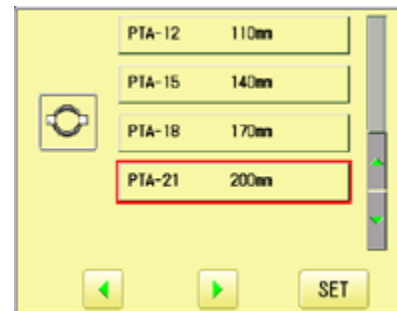 PTA-12 110mm
PTA-15 140mm
PTA-18 170mm
PTA-21 200mm
SET